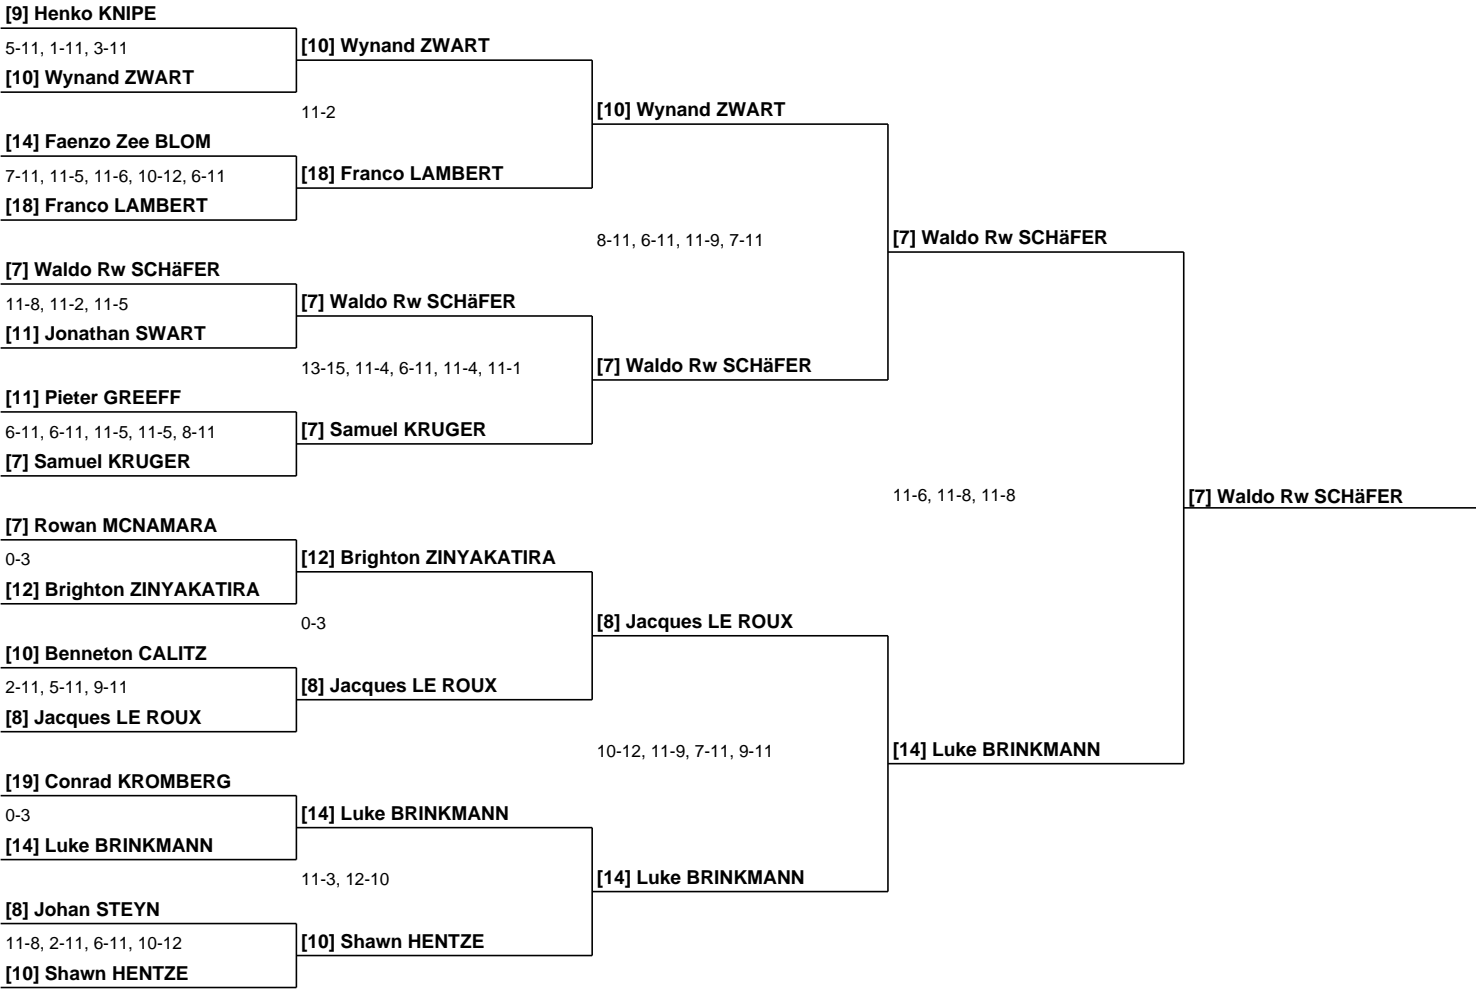 [9] Henko KNIPE
5-11, 1-11, 3-11
[10] Wynand ZWART
[14] Faenzo Zee BLOM
7-11, 11-5, 11-6, 10-12, 6-11
[18] Franco LAMBERT
[7] Waldo Rw SCHäFER
11-8, 11-2, 11-5
[11] Jonathan SWART
[11] Pieter GREEFF
6-11, 6-11, 11-5, 11-5, 8-11
[7] Samuel KRUGER
[7] Rowan MCNAMARA
0-3
[12] Brighton ZINYAKATIRA
[10] Benneton CALITZ
2-11, 5-11, 9-11
[8] Jacques LE ROUX
[19] Conrad KROMBERG
0-3
[14] Luke BRINKMANN
[8] Johan STEYN
11-8, 2-11, 6-11, 10-12
[10] Shawn HENTZE
[10] Wynand ZWART
11-2
[18] Franco LAMBERT
[7] Waldo Rw SCHäFER
13-15, 11-4, 6-11, 11-4, 11-1
[7] Samuel KRUGER
[12] Brighton ZINYAKATIRA
0-3
[8] Jacques LE ROUX
[14] Luke BRINKMANN
11-3, 12-10
[10] Shawn HENTZE
[10] Wynand ZWART
8-11, 6-11, 11-9, 7-11
[7] Waldo Rw SCHäFER
[8] Jacques LE ROUX
10-12, 11-9, 7-11, 9-11
[14] Luke BRINKMANN
[7] Waldo Rw SCHäFER
11-6, 11-8, 11-8
[14] Luke BRINKMANN
[7] Waldo Rw SCHäFER